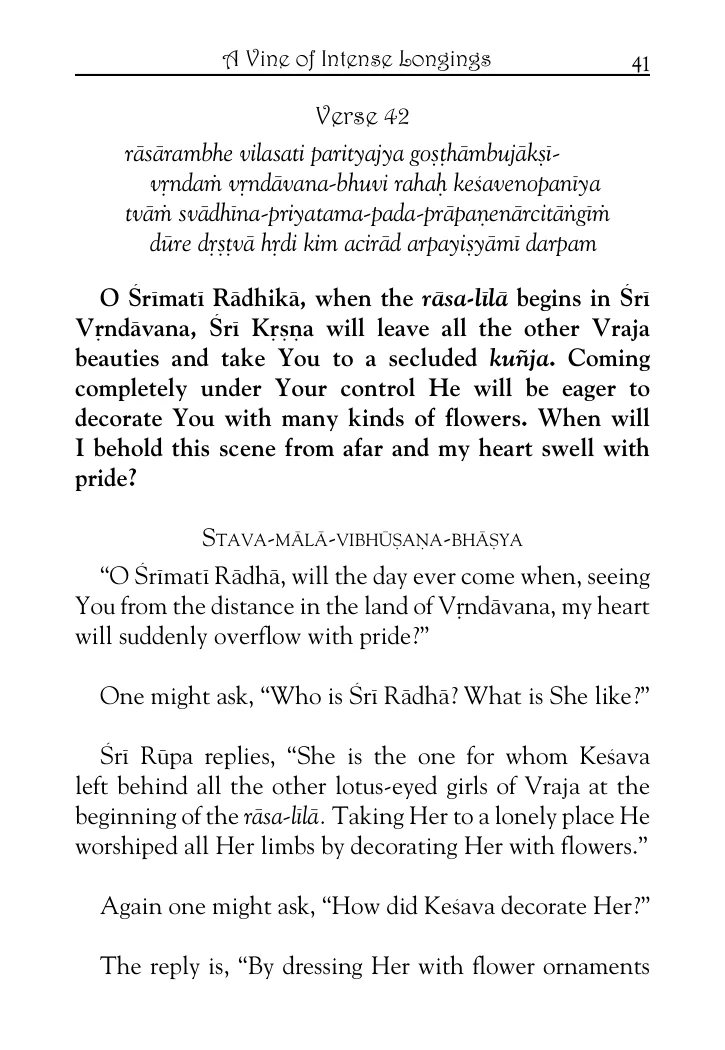 A Vine of Intense Longings 41
Verse 42
rāsārambhe vilasati parityajya goṣṭhāmbujākṣī-
vṛndaṁ vṛndāvana-bhuvi rahaḥ keśavenopanīya
tvāṁ svādhīna-priyatama-pada-prāpaṇenārcitāṅgīṁ
dūre dṛṣṭvā hṛdi kim acirād arpayiṣyāmī darpam
O Śrīmatī Rādhikā, when the rāsa-līlā begins in Śrī
Vṛndāvana, Śrī Kṛṣṇa will leave all the other Vraja
beauties and take You to a secluded kuñja. Coming
completely under Your control He will be eager to
decorate You with many kinds of flowers. When will
I behold this scene from afar and my heart swell with
pride?
Stava-mālā-vibhūṣaṇa-bhāṣya
“O Śrīmatī Rādhā, will the day ever come when, seeing
You from the distance in the land of Vṛndāvana, my heart
will suddenly overflow with pride?”
One might ask, “Who is Śrī Rādhā? What is She like?”
Śrī Rūpa replies, “She is the one for whom Keśava
left behind all the other lotus-eyed girls of Vraja at the
beginning of the rāsa-līlā. Taking Her to a lonely place He
worshiped all Her limbs by decorating Her with flowers.”
Again one might ask, “How did Keśava decorate Her?”
The reply is, “By dressing Her with flower ornaments